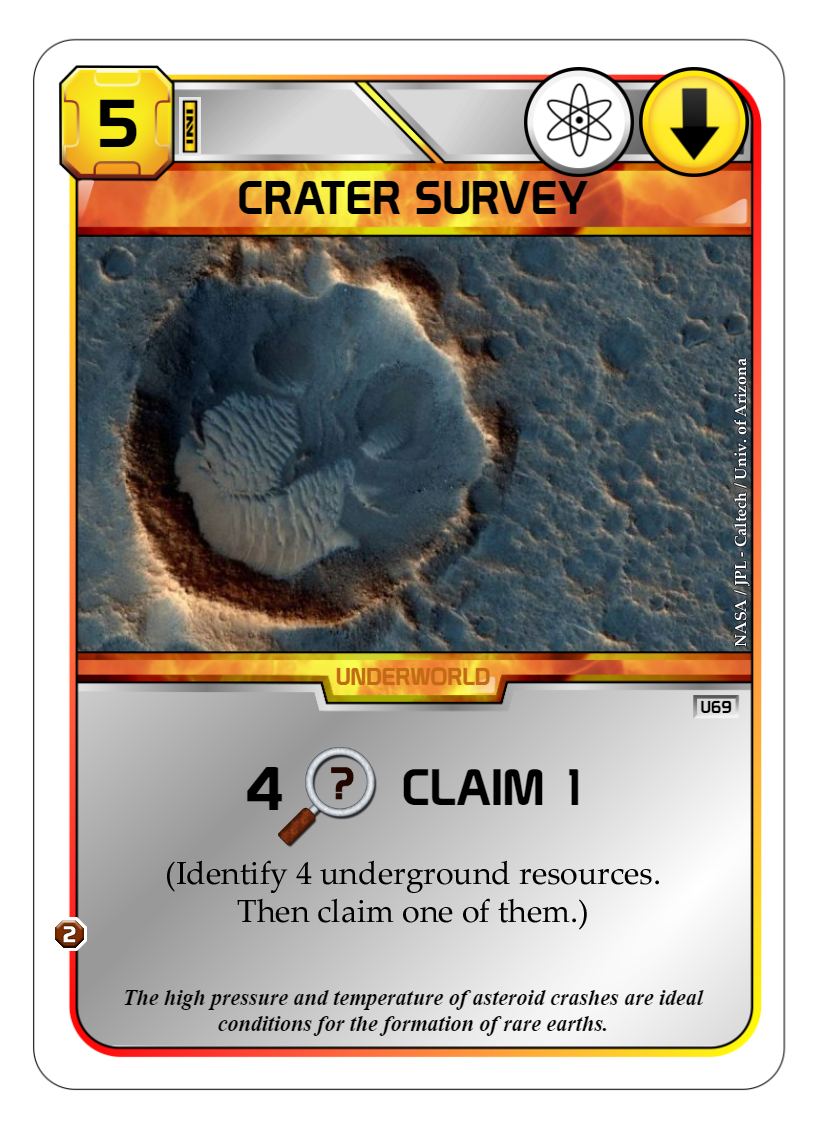 5
CRATER SURVEY
NASA / JPL - Caltech / Univ. of Arizona
UNDERWORLD
U69
4 ? CLAIM 1
(Identify 4 underground resources.
Then claim one of them.)
2
The high pressure and temperature of asteroid crashes are ideal
conditions for the formation of rare earths.